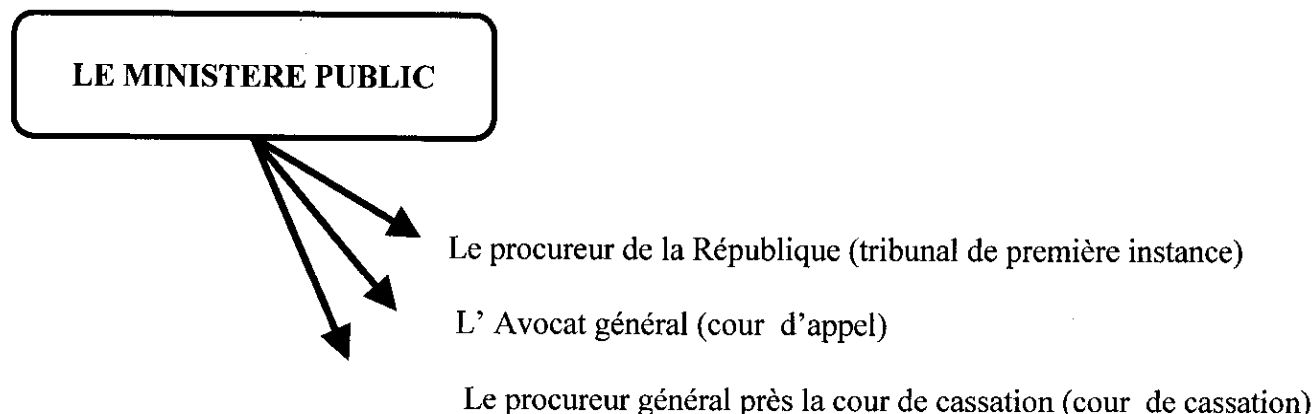 LE MINISTERE PUBLIC
Le procureur de la République (tribunal de première instance)
L' Avocat général (cour d'appel)
Le procureur général près la cour de cassation (cour de cassation)